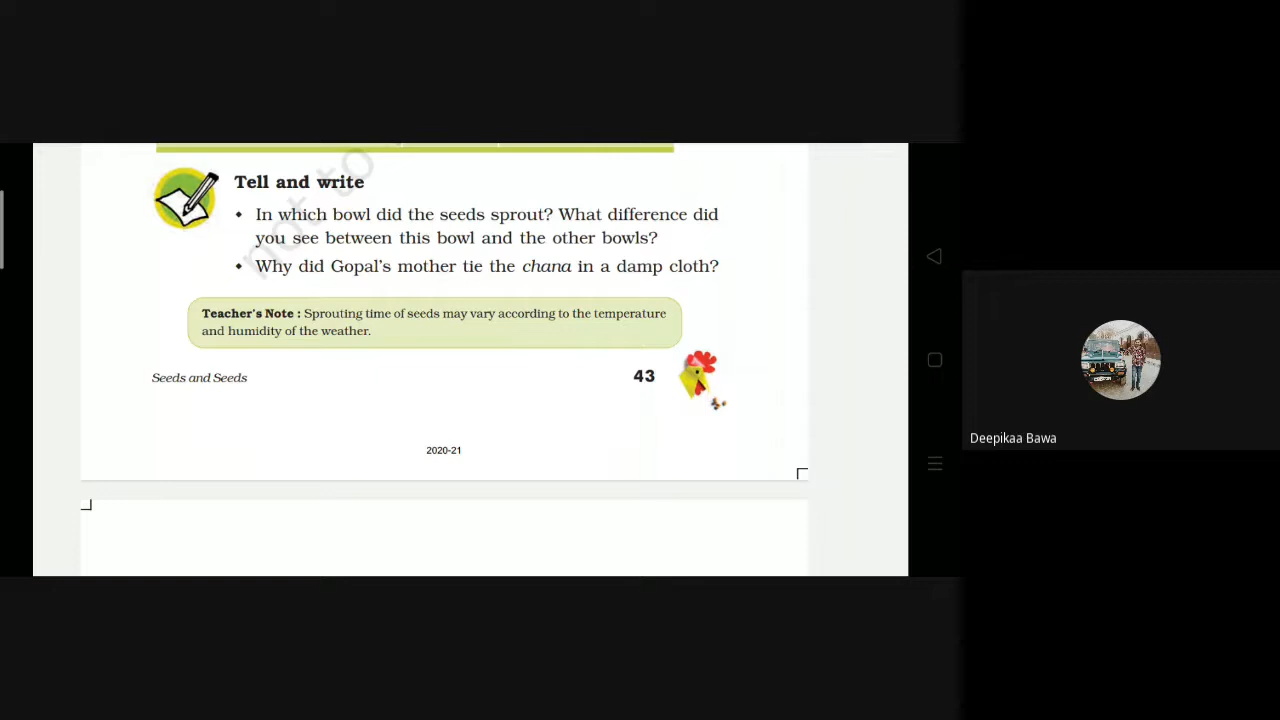 Tell and write
In which bowl did the seeds sprout? What difference did
you see between this bowl and the other bowls?
Why did Gopal's mother tie the chana in a damp cloth?
Teacher's Note : Sprouting time of seeds may vary according to the temperature
and humidity of the weather.
Seeds and Seeds
43
2020-21
not to
Deepikaa Bawa